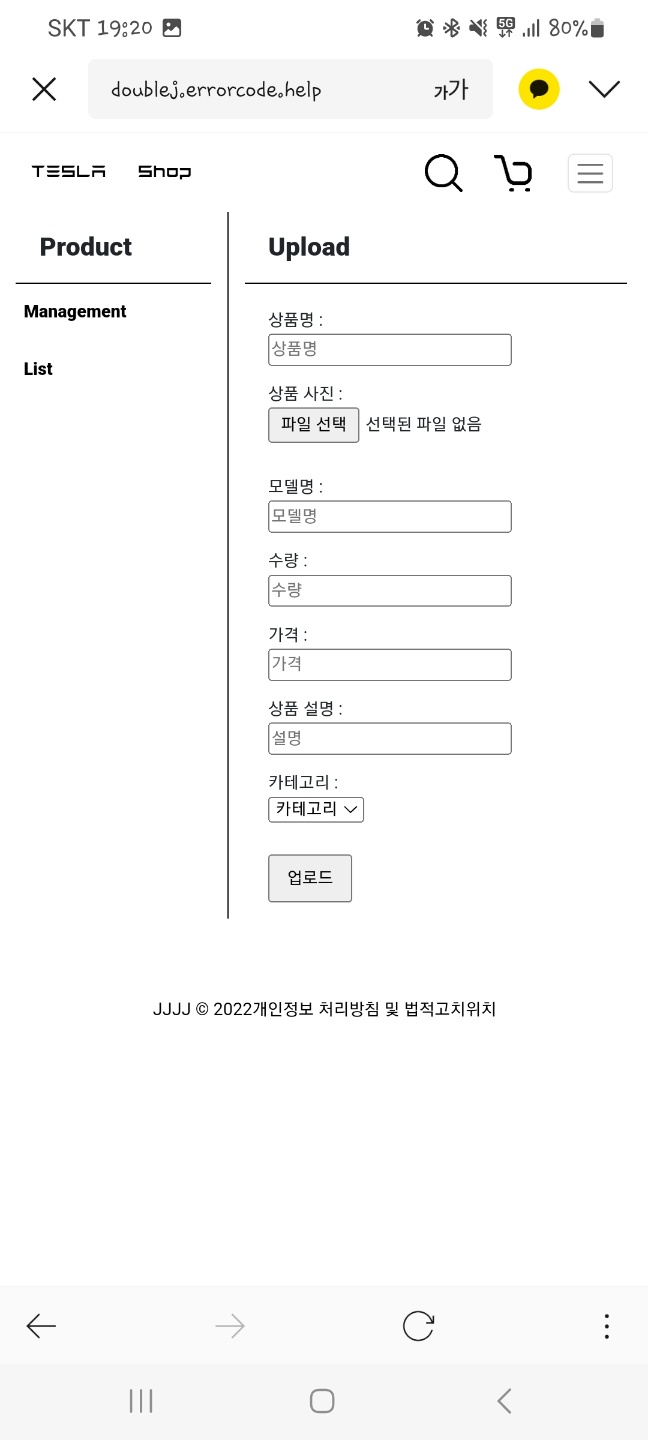 SKT 19:20 5G 80%
doublej.errorcode.help 가가
TESLA Shop
Product
Management
List
Upload
상품명 :
상품명
상품 사진 :
파일 선택 선택된 파일 없음
모델명 :
모델명
수량 :
수량
가격 :
가격
상품 설명 :
설명
카테고리 :
카테고리
업로드
JJJJ © 2022개인정보 처리방침 및 법적고치위치